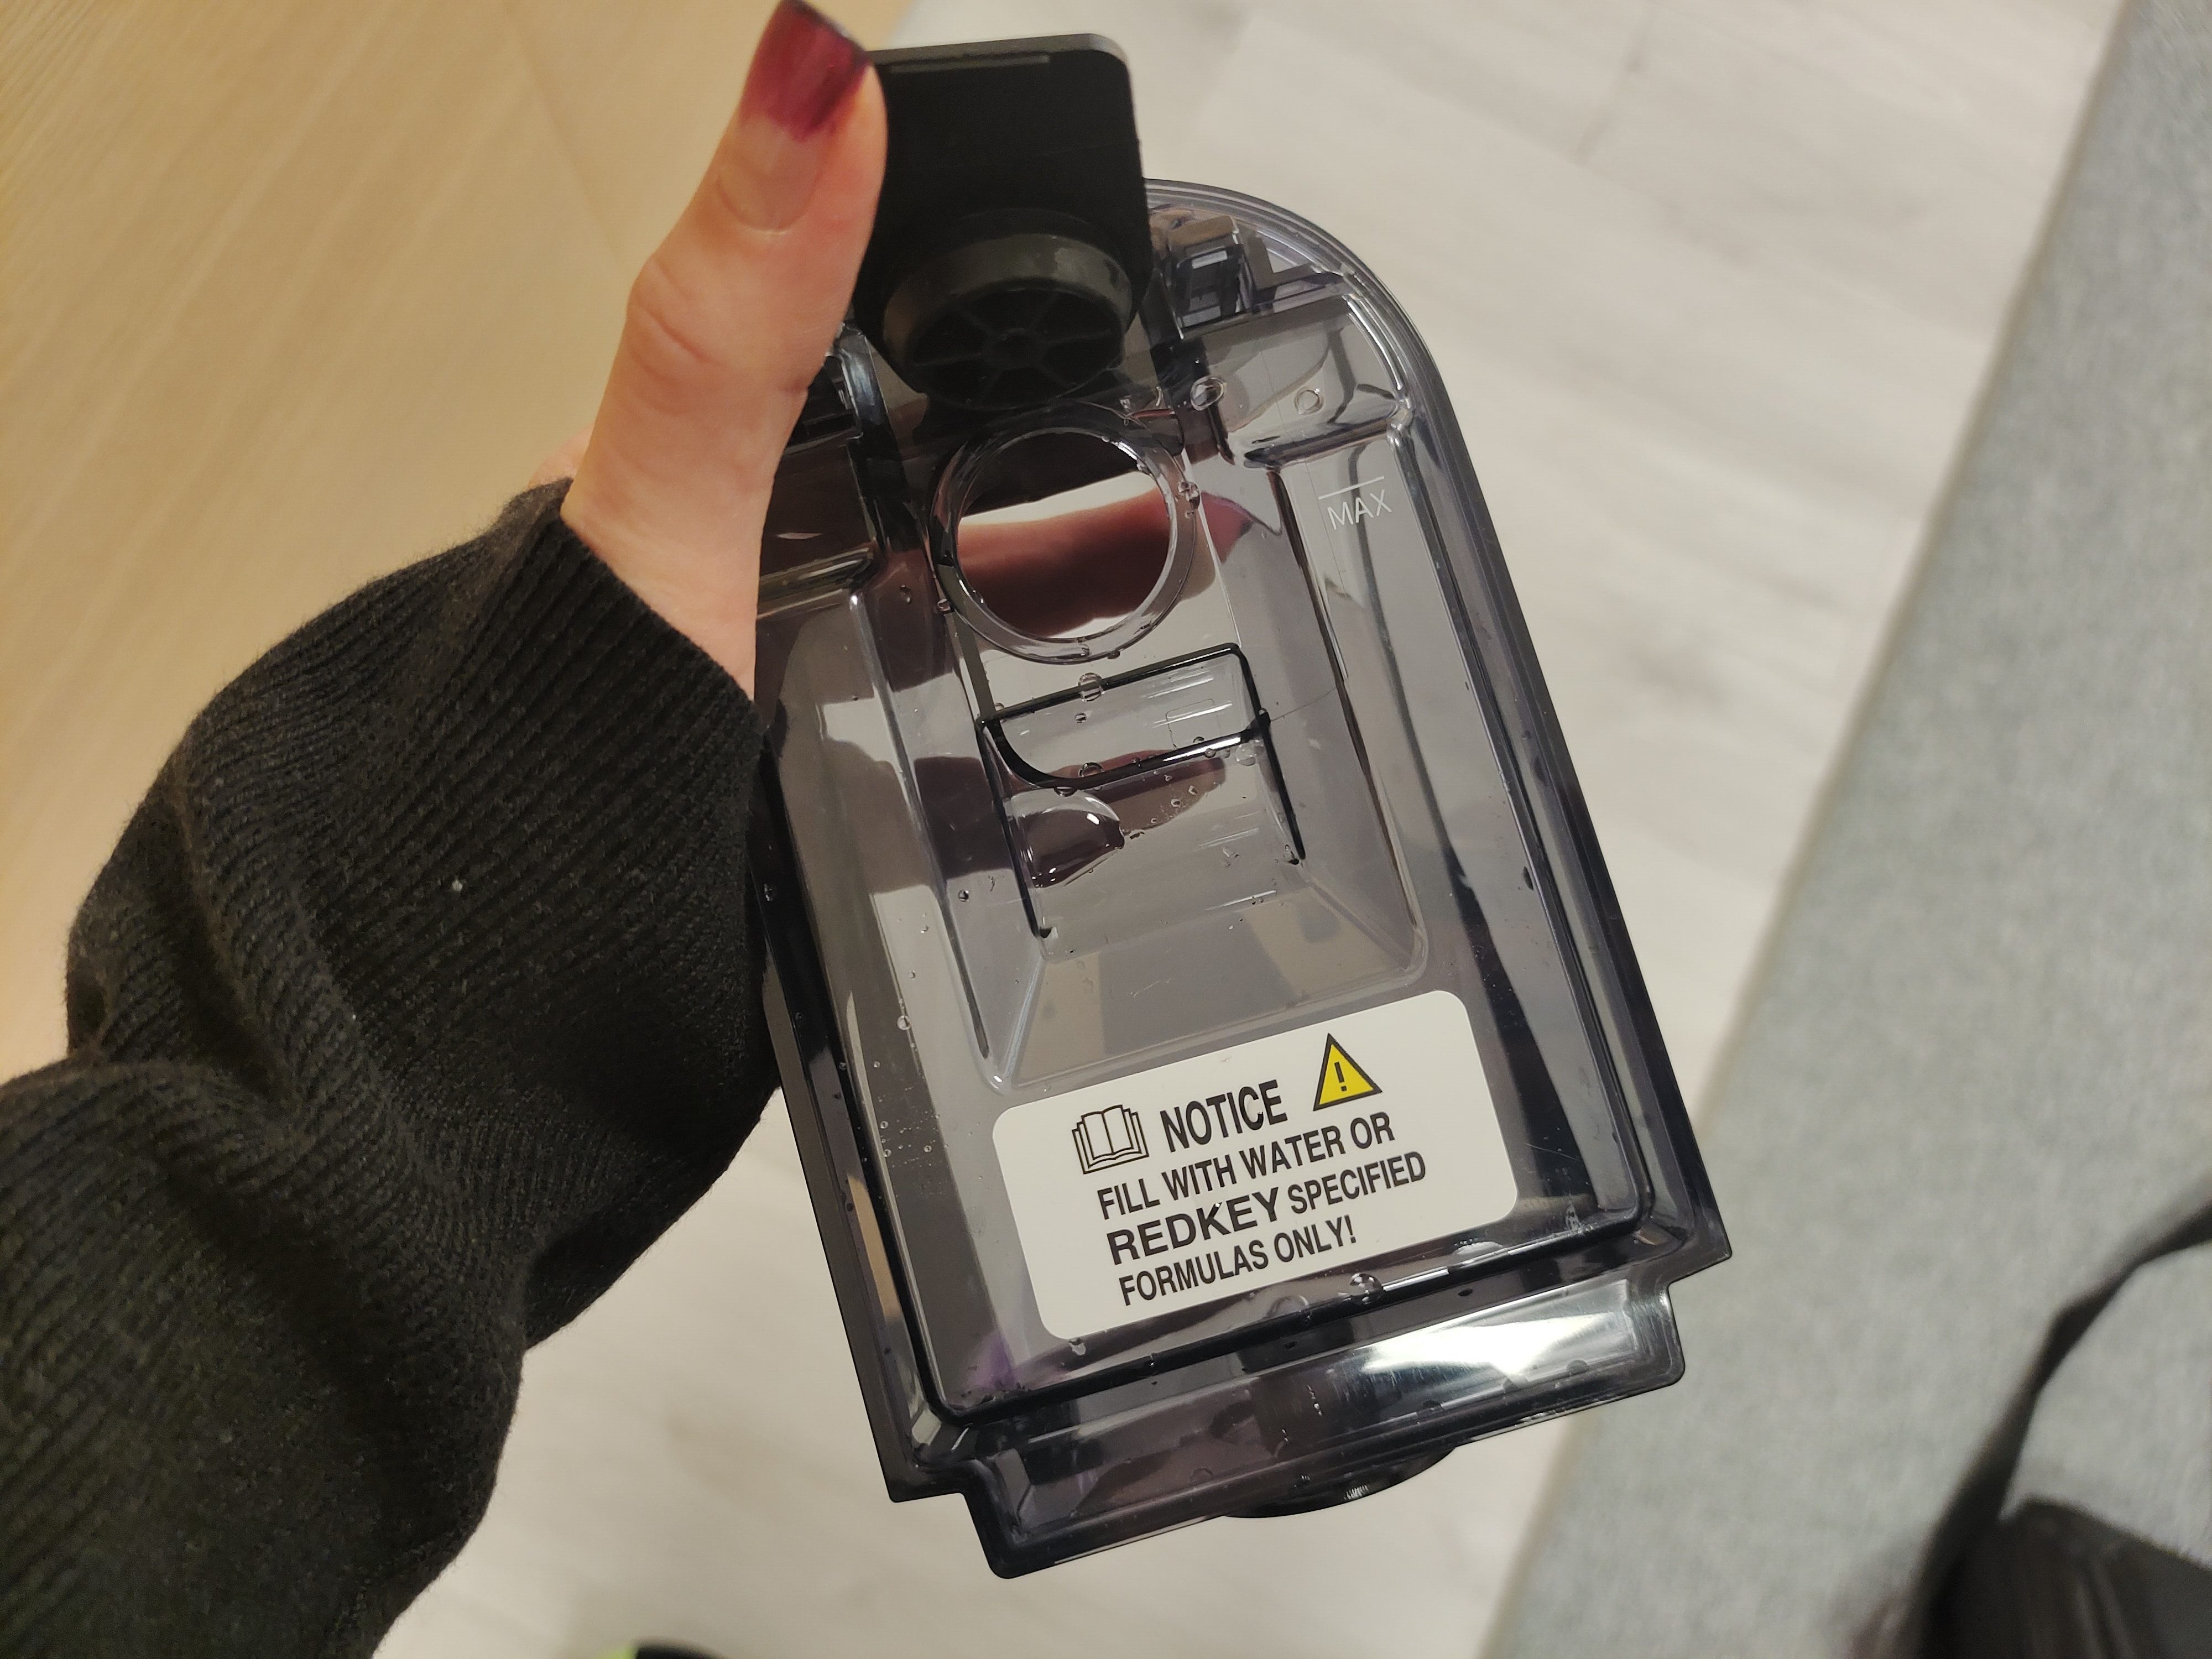 MAX
NOTICE
FILL WITH WATER OR
REDKEY SPECIFIED
FORMULAS ONLY!